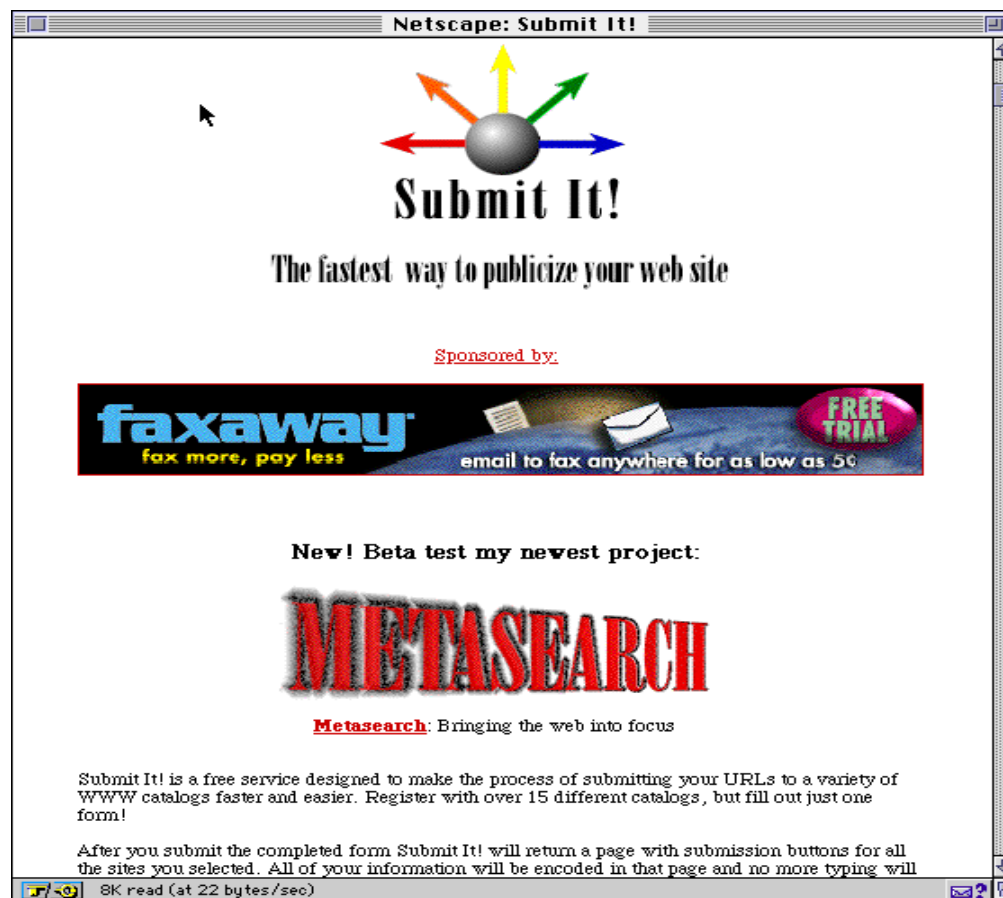 Netscape: Submit It!
Submit It!
The fastest way to publicize your web site
Sponsored by:
faxaway
fax more, pay less
FREE
TRIAL
email to fax anywhere for as low as 5¢
New! Beta test my newest project:
METASEARCH
Metasearch: Bringing the web into focus
Submit It! is a free service designed to make the process of submitting your URLs to a variety of
WWW catalogs faster and easier. Register with over 15 different catalogs, but fill out just one
form!
After you submit the completed form Submit It! will return a page with submission buttons for all
the sites you selected. All of your information will be encoded in that page and no more typing will
8K read (at 22 bytes/sec)